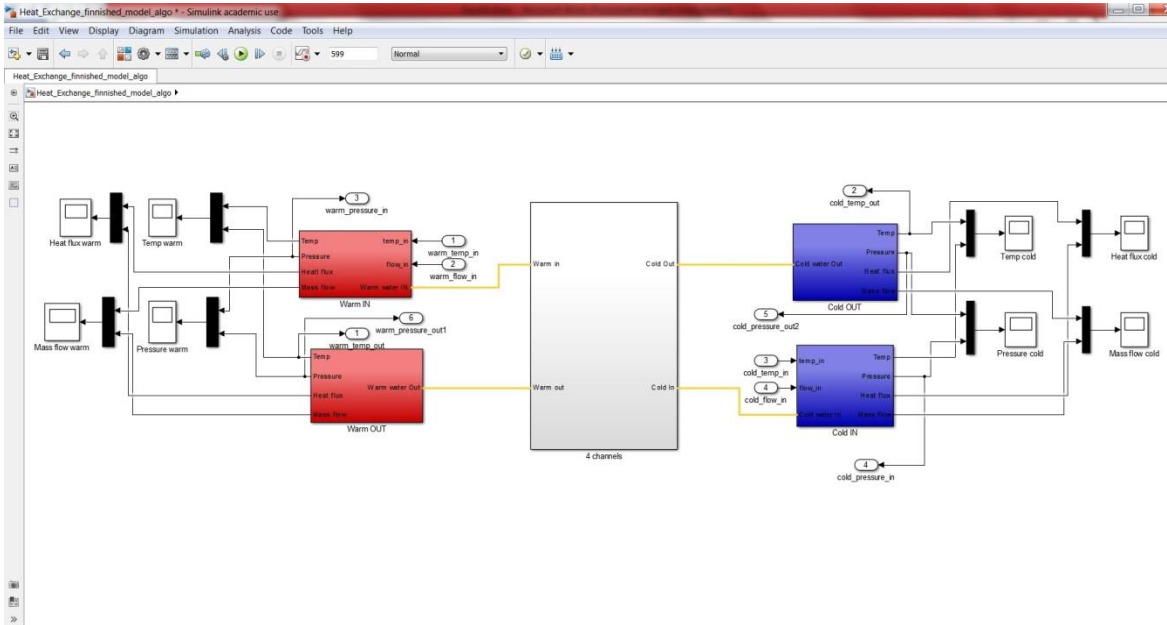 Heat_Exchange_finnished_model_algo * - Simulink academic use
File Edit View Display Diagram Simulation Analysis Code Tools Help
599 Normal
Heat_Exchange_finnished_model_algo
Heat_Exchange_finnished_model_algo
Heat flux warm
Temp warm
3
warm_pressure_in
Temp temp_in
Pressure
Heatl flux flow_in
Mass flow Warm water IN
Warm IN
1
warm_temp_in
2
warm_flow_in
Mass flow warm
Pressure warm
6
warm_pressure_out1
1
warm_temp_out
Temp
Pressure Warm water Out
Heat flux
Mass flow
Warm OUT
Warm in Cold Out
Warm out Cold In
4 channels
2
cold_temp_out
Temp
Pressure
Cold water Out
Heat flux
Mass flow
Cold OUT
5
cold_pressure_out2
3
cold_temp_in
4
cold_flow_in
temp_in Temp
Pressure
flow_in Heat flux
Cold water In Mass flow
Cold IN
4
cold_pressure_in
Temp cold
Heat flux cold
Pressure cold
Mass flow cold